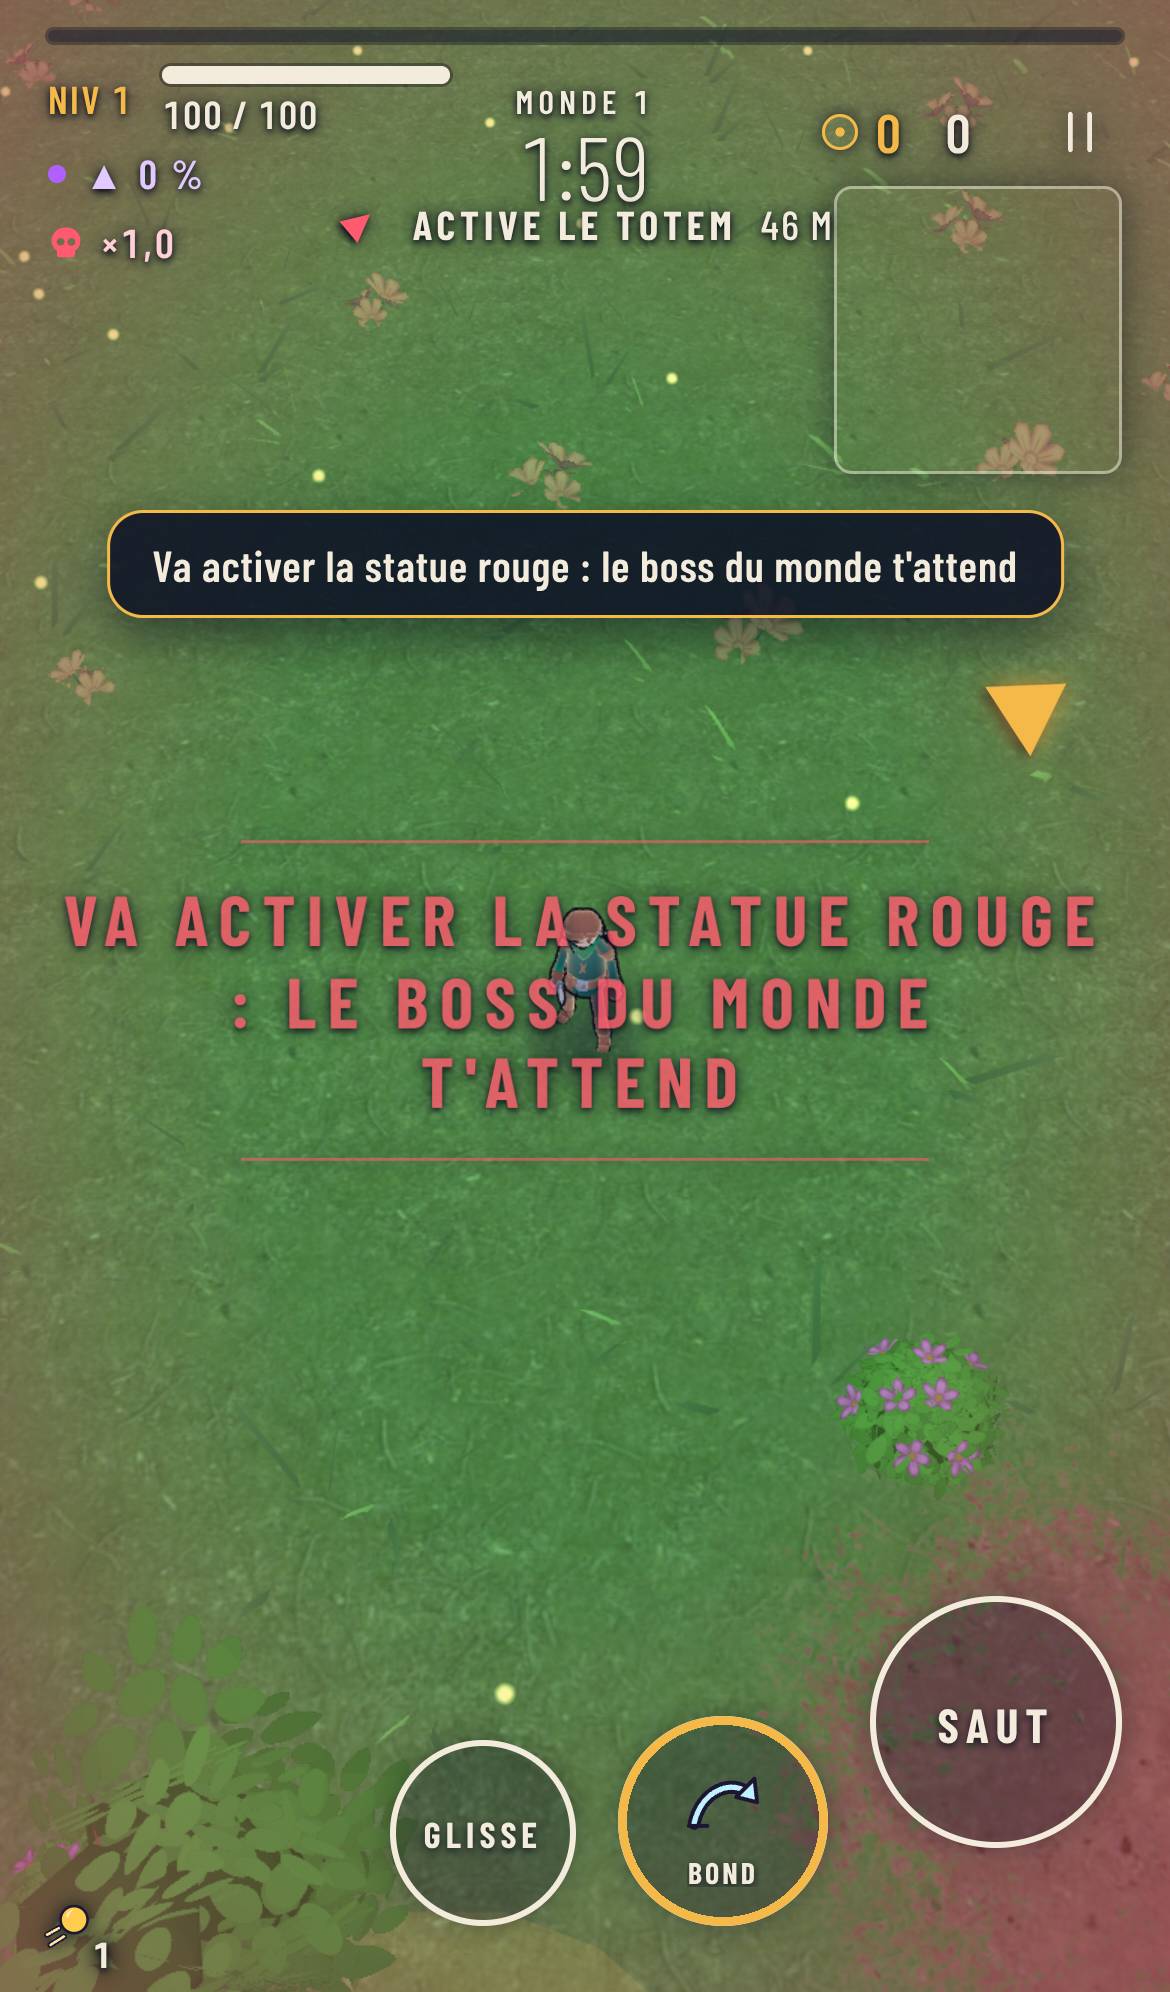 NIV 1
100 / 100
MONDE 1
1:59
0 0
▲ 0 %
×1,0
ACTIVE LE TOTEM 46 M
Va activer la statue rouge : le boss du monde t'attend
VA ACTIVER LA STATUE ROUGE
: LE BOSS DU MONDE
T'ATTEND
SAUT
GLISSE
BOND
1